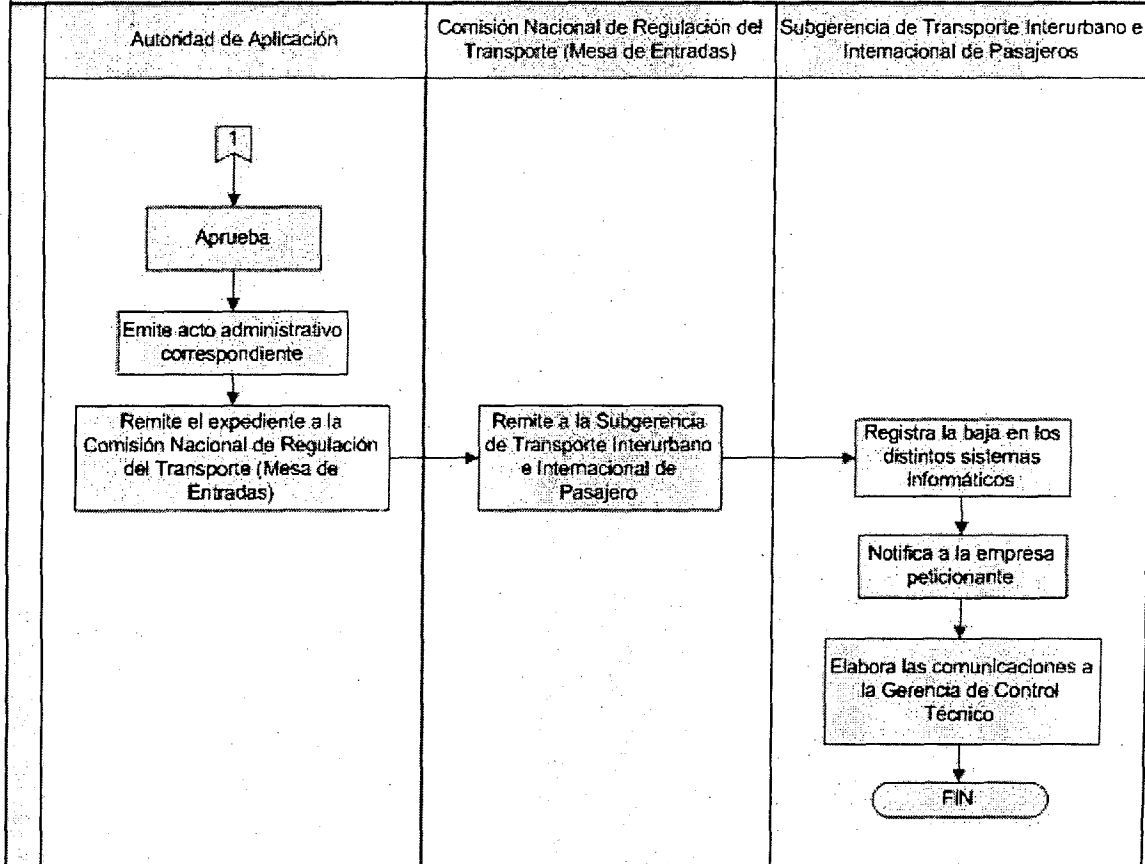 Autoridad de Aplicación
Comisión Nacional de Regulación del
Transporte (Mesa de Entradas)
Subgerencia de Transporte Interurbano e
Internacional de Pasajeros
1
Aprueba
Emite acto administrativo
correspondiente
Remite el expediente a la
Comisión Nacional de Regulación
del Transporte (Mesa de
Entradas)
Remite a la Subgerencia
de Transporte Interurbano
e Internacional de
Pasajero
Registra la baja en los
distintos sistemas
Informáticos
Notifica a la empresa
peticionante
Elabora las comunicaciones a
la Gerencia de Control
Técnico
FIN